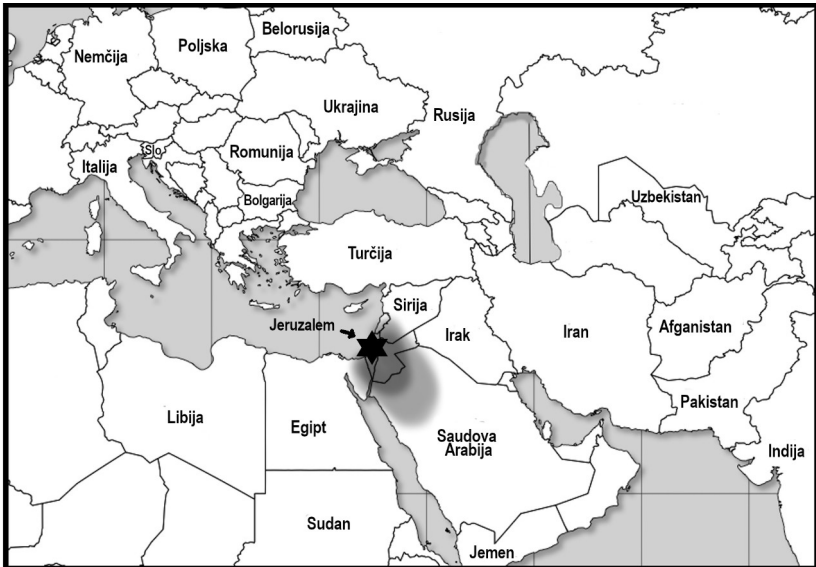 Belorusija
Nemčija
Poljska
Ukrajina
Rusija
Slo
Romunija
Italija
Uzbekistan
Bolgarija
Turčija
Sirija
Jeruzalem
Irak
Iran
Afganistan
Pakistan
Libija
Egipt
Saudova
Arabija
Indija
Sudan
Jemen